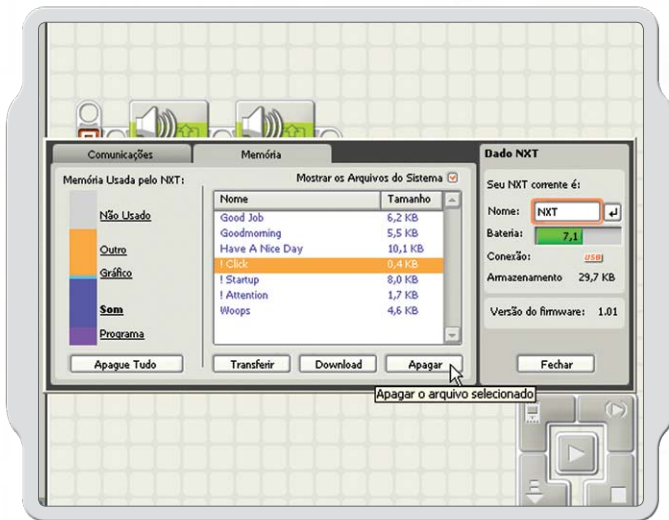 Comunicações
Memória
Memória Usada pelo NXT:
Não Usado
Outro
Gráfico
Som
Programa
Apague Tudo
Mostrar os Arquivos do Sistema
Nome Tamanho
Good Job 6,2 KB
Goodmorning 5,5 KB
Have A Nice Day 10,1 KB
! Click 0,4 KB
! Startup 8,0 KB
! Attention 1,7 KB
Woops 4,6 KB
Transferir
Download
Apagar
Apagar o arquivo selecionado
Dado NXT
Seu NXT corrente é:
Nome: NXT
Bateria: 7,1
Conexão: USB
Armazenamento 29,7 KB
Versão do firmware: 1.01
Fechar